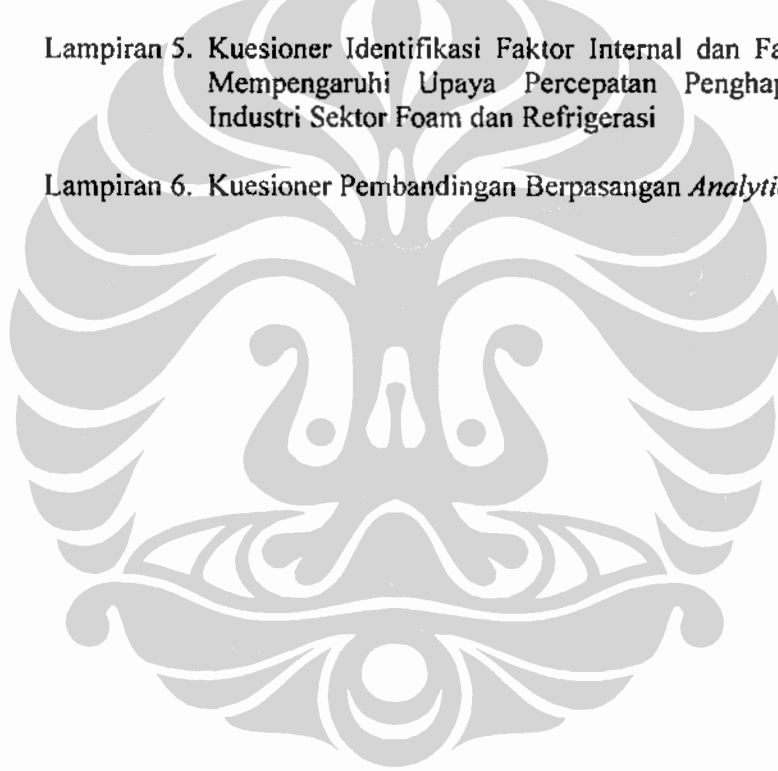 Lampiran 5. Kuesioner Identifikasi Faktor Internal dan Fa
Mempengaruhi Upaya Percepatan Penghap
Industri Sektor Foam dan Refrigerasi
Lampiran 6. Kuesioner Pembandingan Berpasangan Analyti